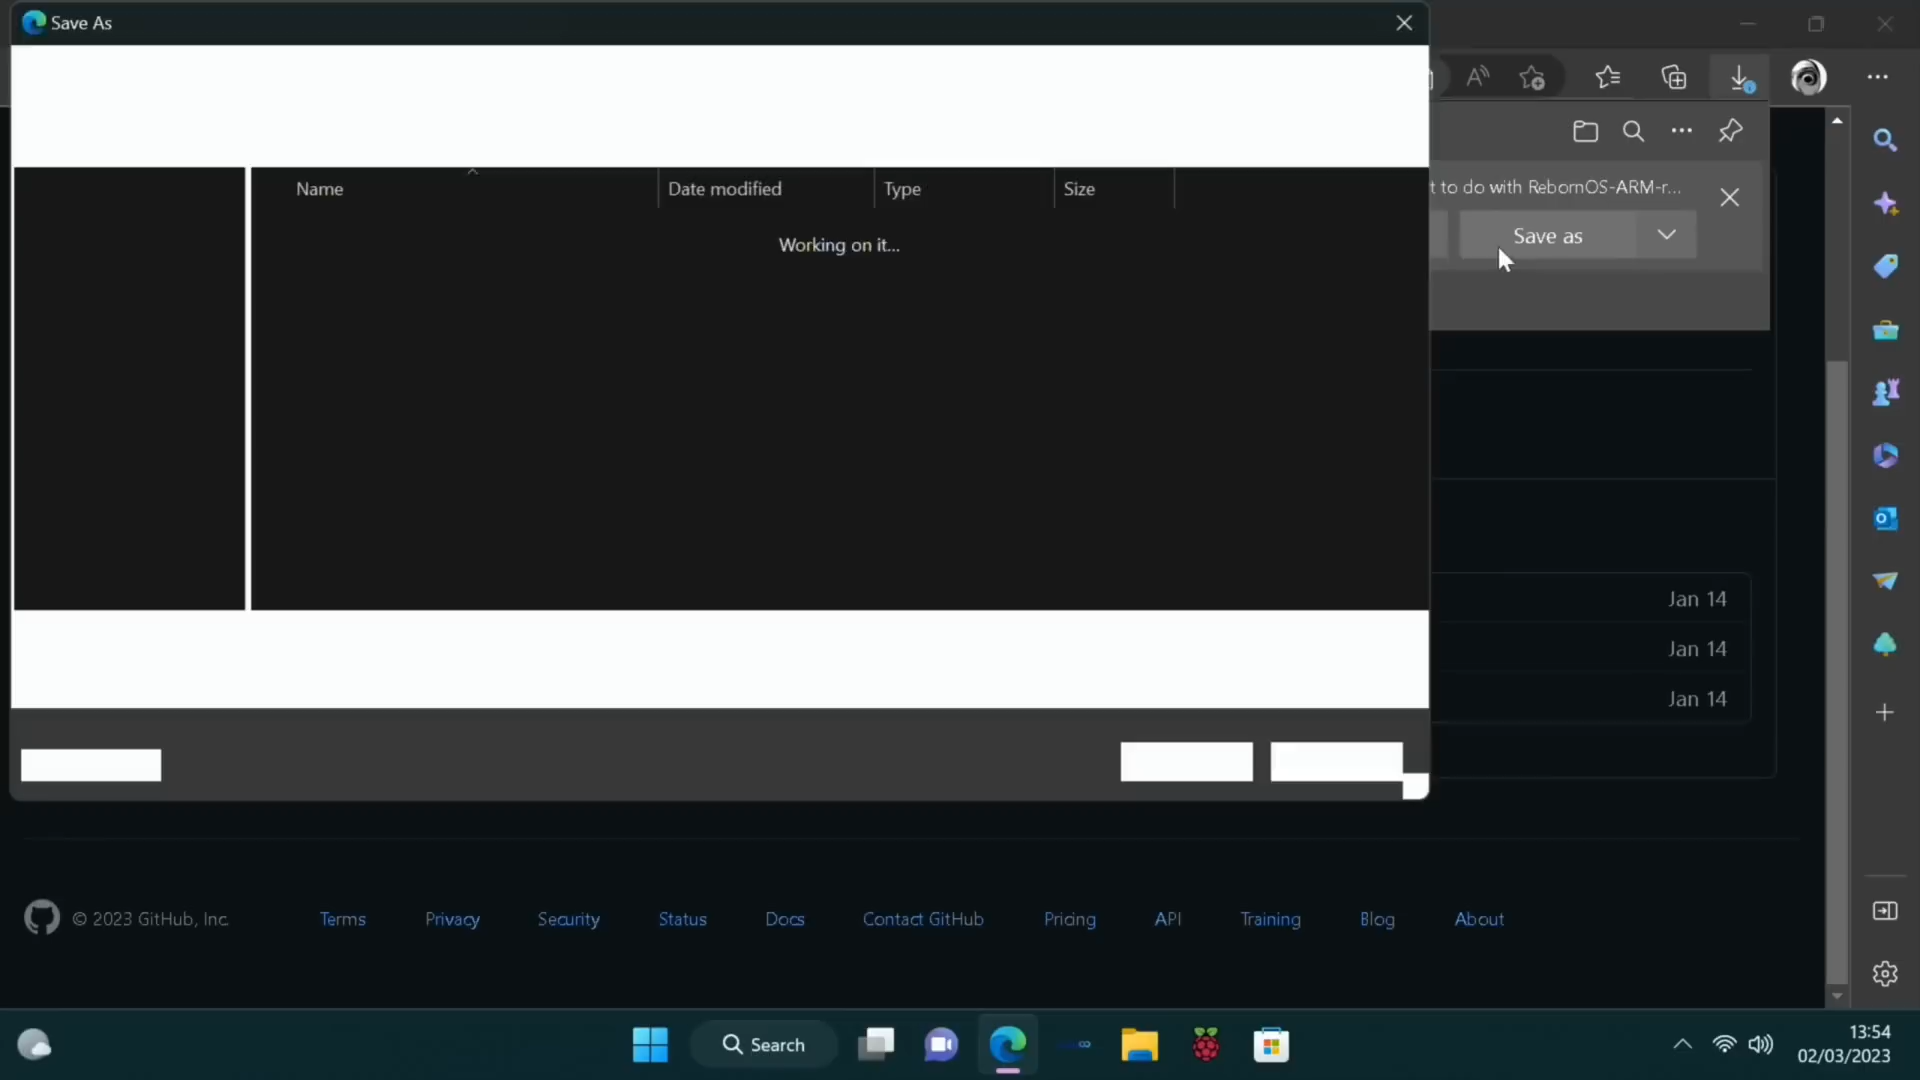 Save As
Name
Date modified
Type
Size
Working on it...
t to do with RebornOS-ARM-r...
Save as
Jan 14
Jan 14
Jan 14
© 2023 GitHub, Inc.
Terms
Privacy
Security
Status
Docs
Contact GitHub
Pricing
API
Training
Blog
About
Search
13:54
02/03/2023